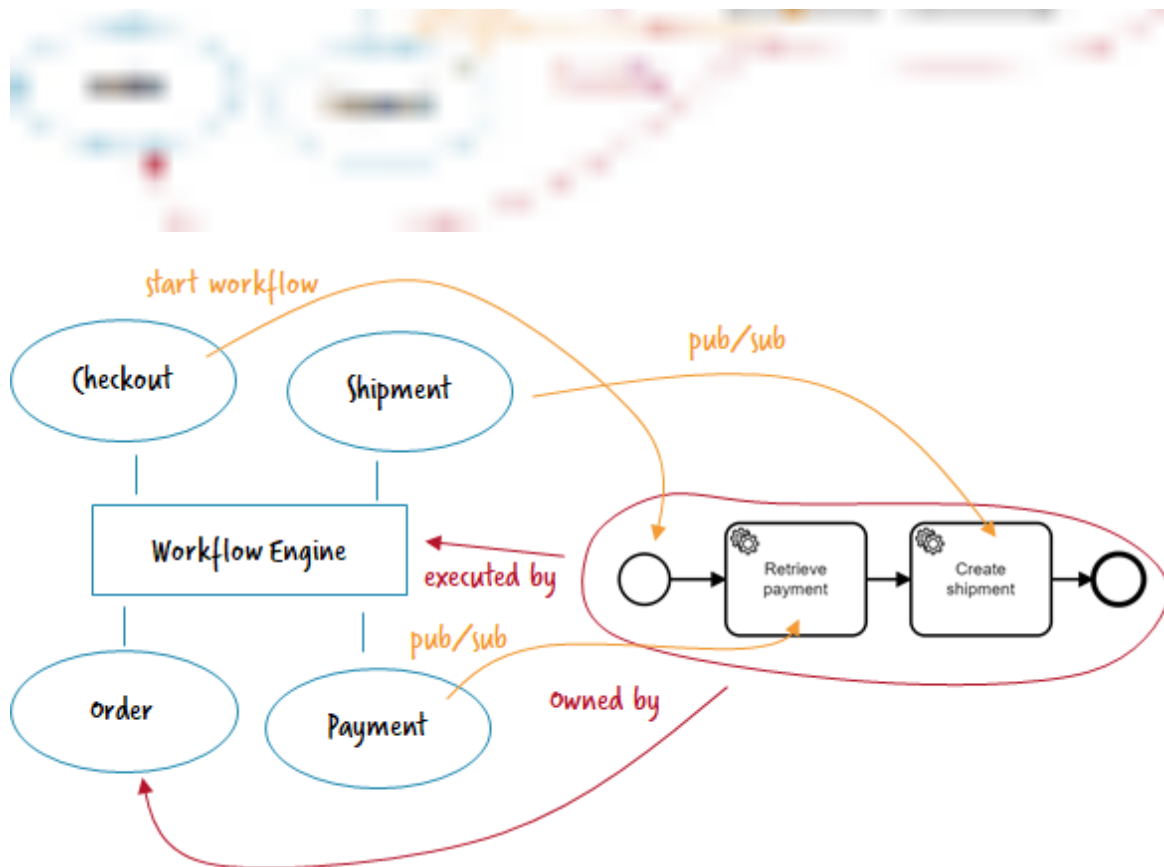 start workflow
pub/sub
Checkout
Shipment
Workflow Engine
executed by
Retrieve
payment
Create
shipment
pub/sub
Order
Payment
Owned by